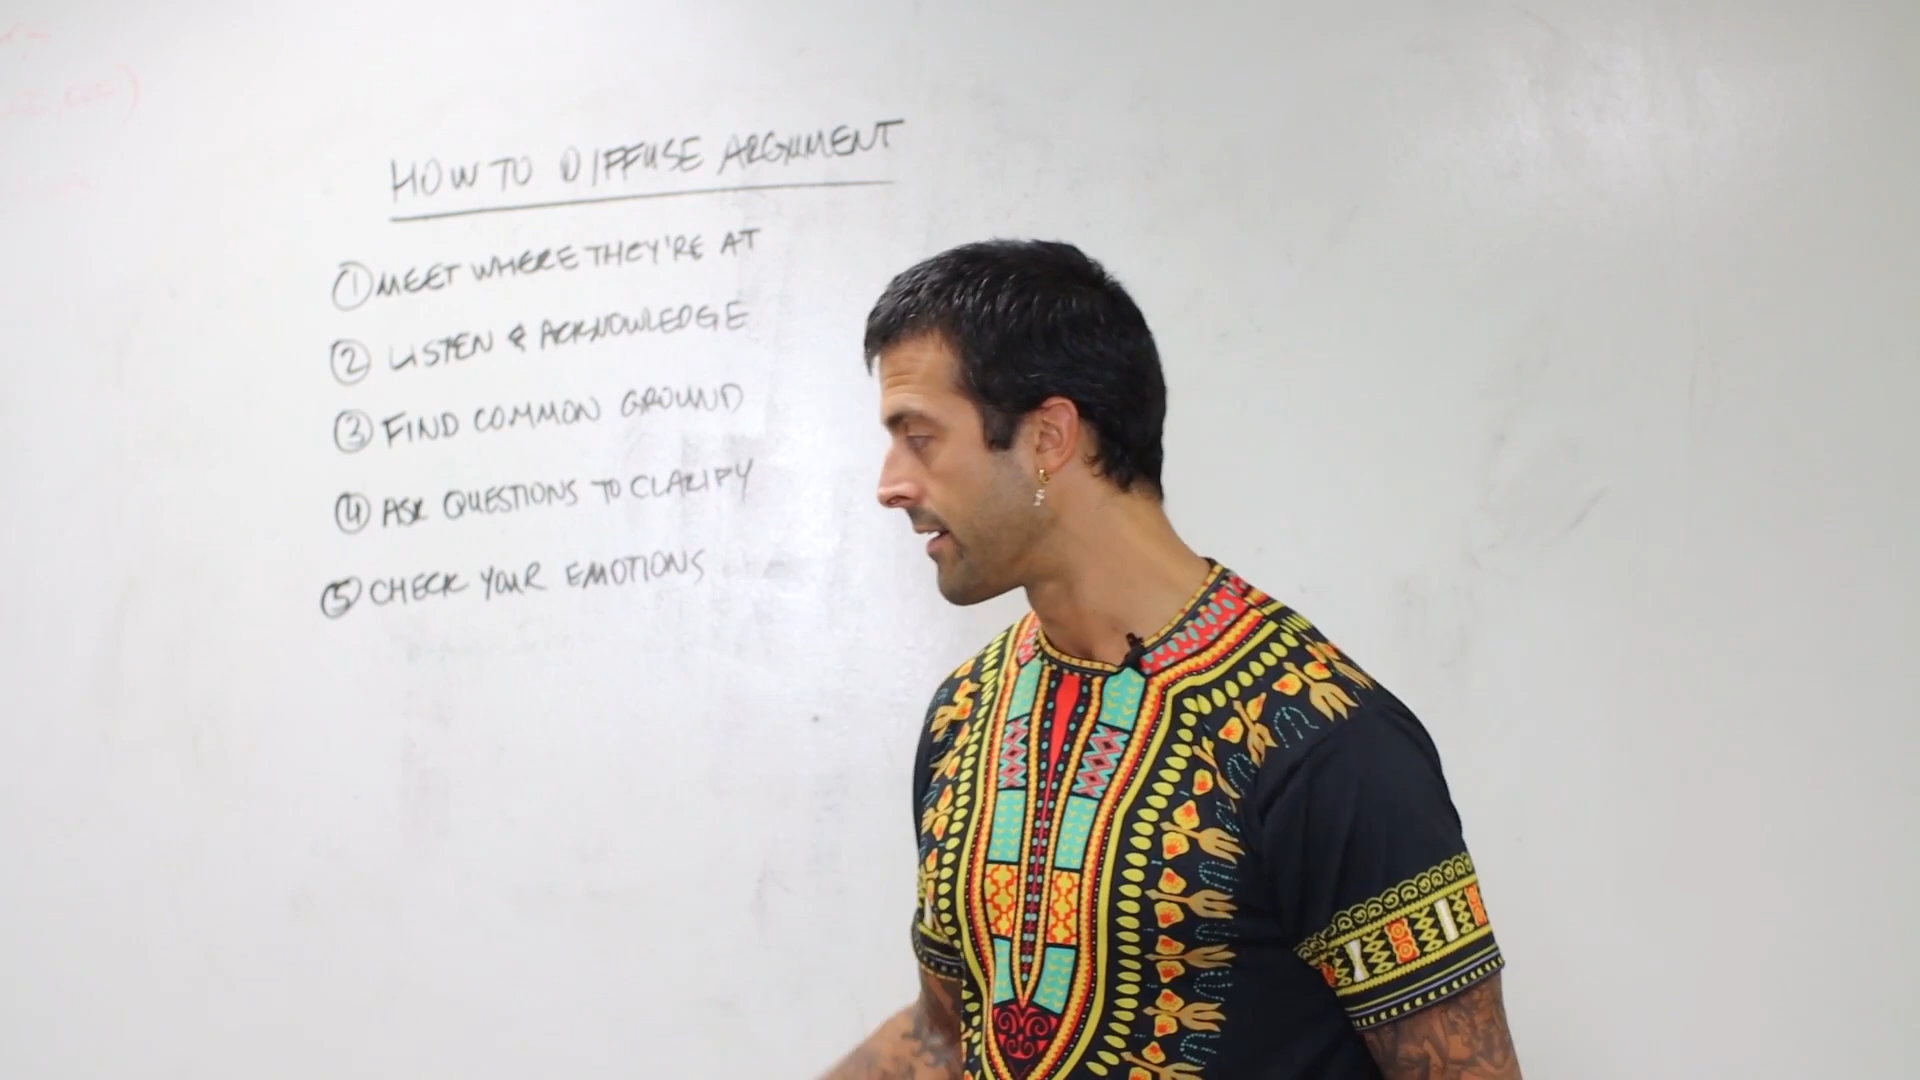 HOW TO DIFFUSE ARGUMENT
① MEET WHERE THEY'RE AT
② LISTEN & ACKNOWLEDGE
③ FIND COMMON GROUND
④ ASK QUESTIONS TO CLARIFY
⑤ CHECK YOUR EMOTIONS